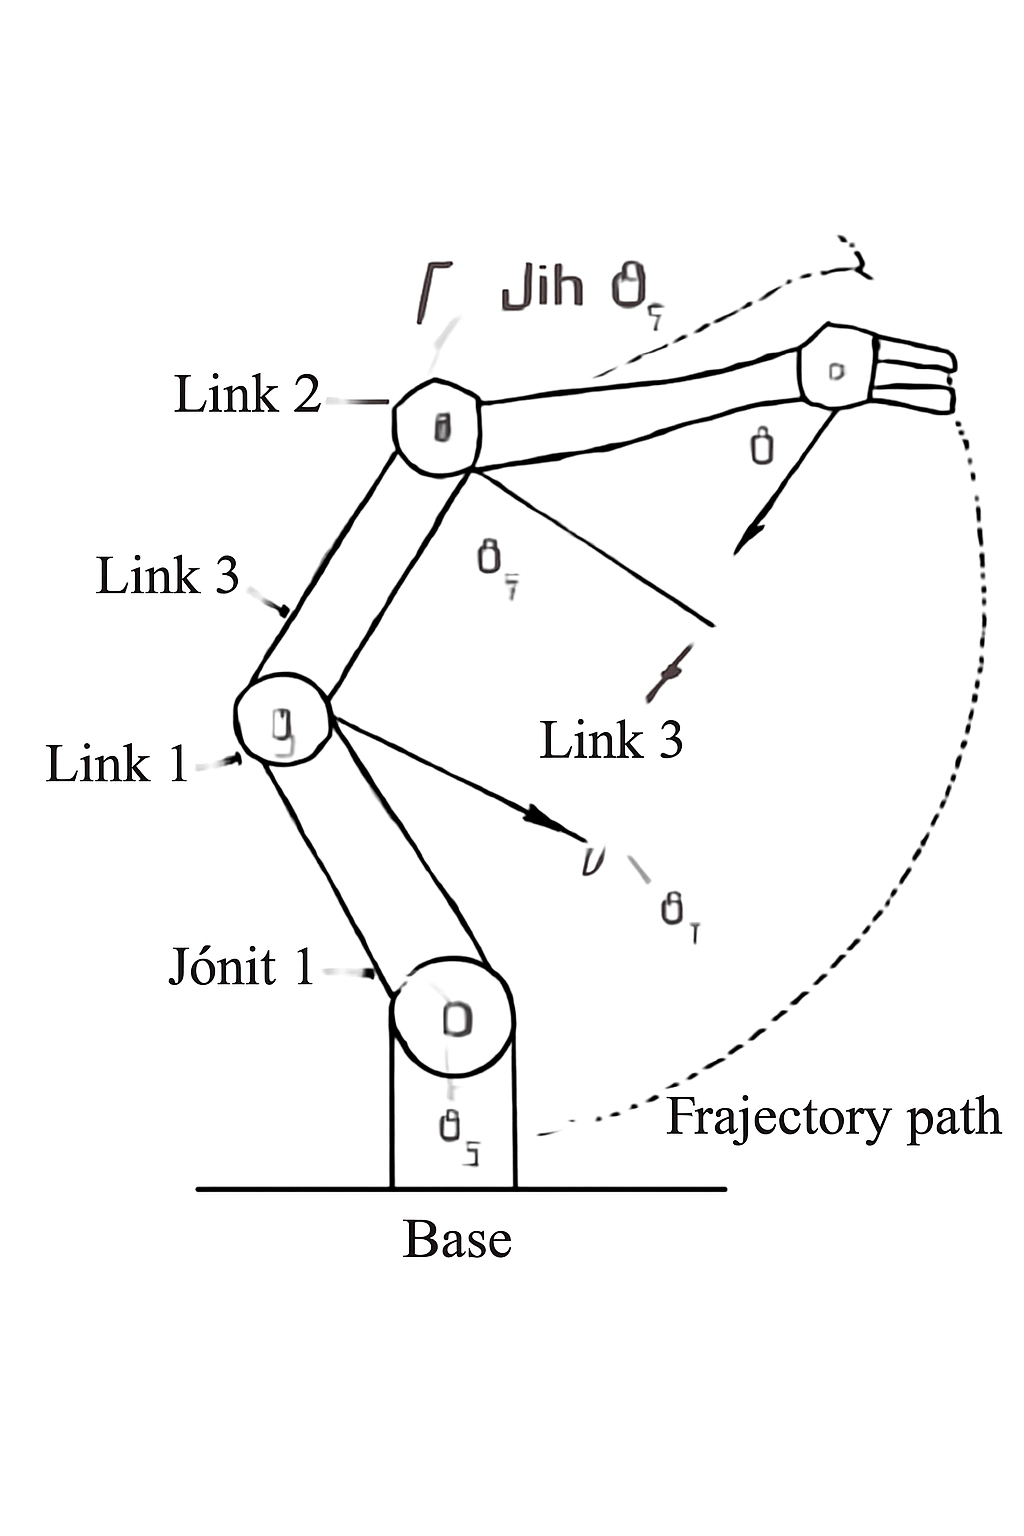 Jih θ
Link 2
Link 3
Link 3
Link 1
Jónit 1
Frajectory path
Base